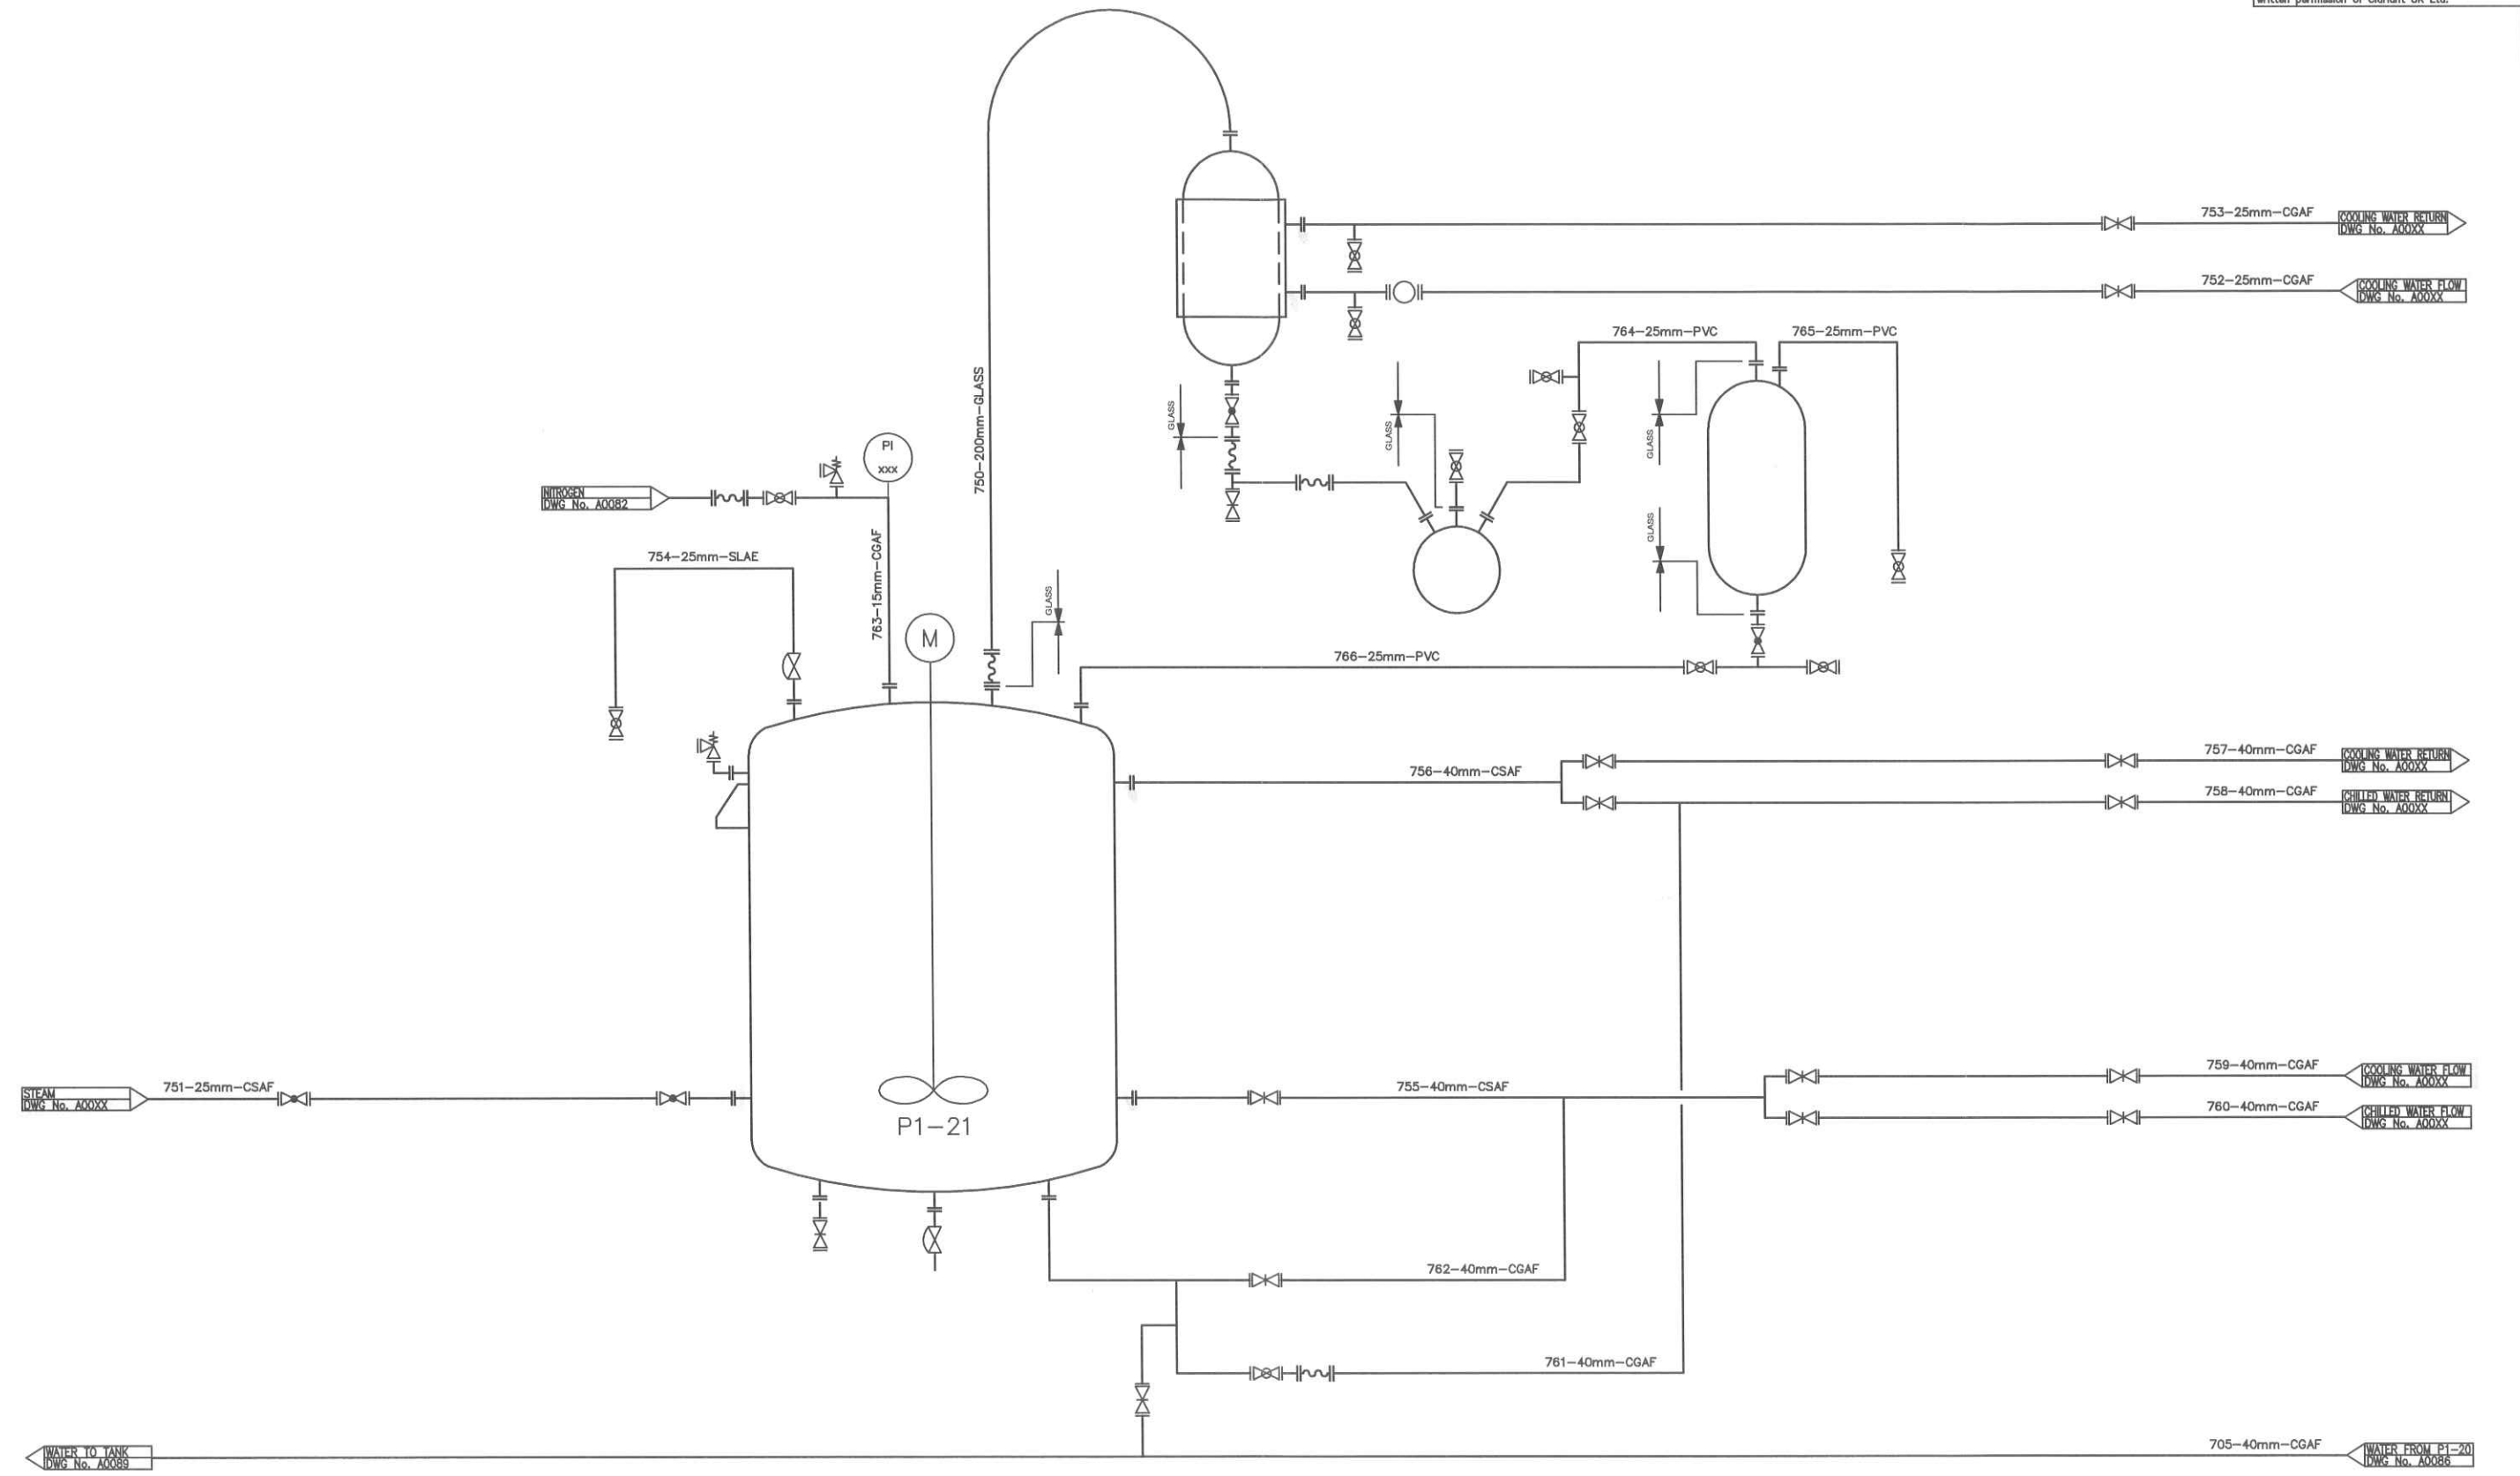 written permission of Clariant UK Ltd.
753-25mm-CGAF
COOLING WATER RETURN
DWG No. A00XX
752-25mm-CGAF
COOLING WATER FLOW
DWG No. A00XX
764-25mm-PVC
765-25mm-PVC
750-200mm-GLASS
GLASS
GLASS
GLASS
GLASS
PI
xxx
NITROGEN
DWG No. A0082
754-25mm-SLAE
763-15mm-CGAF
GLASS
M
766-25mm-PVC
757-40mm-CGAF
COOLING WATER RETURN
DWG No. A00XX
756-40mm-CSAF
758-40mm-CGAF
CHILLED WATER RETURN
DWG No. A00XX
759-40mm-CGAF
COOLING WATER FLOW
DWG No. A00XX
STEAM
DWG No. A00XX
751-25mm-CSAF
755-40mm-CSAF
760-40mm-CGAF
CHILLED WATER FLOW
DWG No. A00XX
P1-21
762-40mm-CGAF
761-40mm-CGAF
WATER TO TANK
DWG No. A0089
705-40mm-CGAF
WATER FROM P1-20
DWG No. A0086